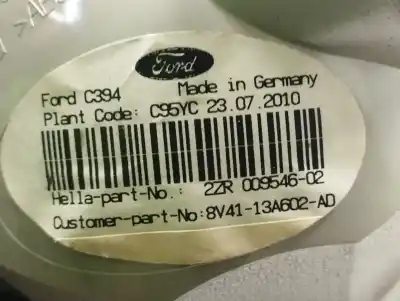 Ford
Ford C394 Made in Germany
Plant Code: C95YC 23.07.2010
Hella-part-No.: 2ZR 009546-02
Customer-part-No:8V41-13A602-AD